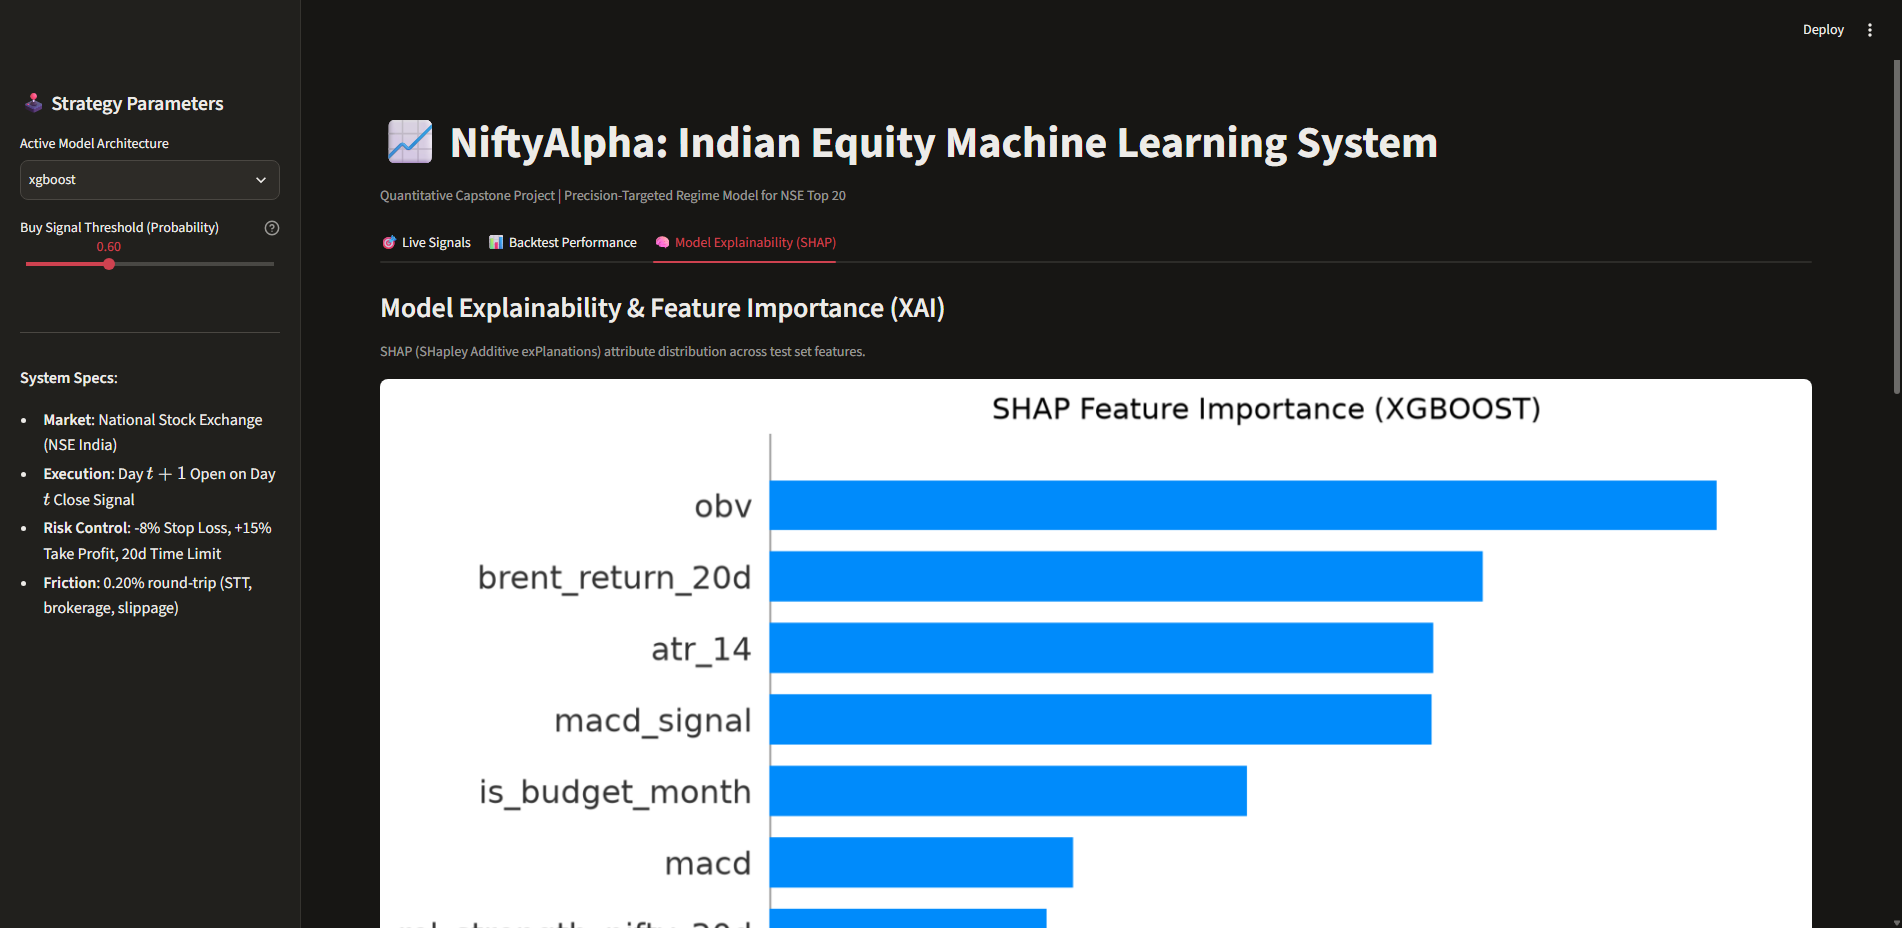 Deploy
Strategy Parameters
Active Model Architecture
xgboost
Buy Signal Threshold (Probability)
0.60
System Specs:
Market: National Stock Exchange
(NSE India)
Execution: Day t + 1 Open on Day
t Close Signal
Risk Control: -8% Stop Loss, +15%
Take Profit, 20d Time Limit
Friction: 0.20% round-trip (STT,
brokerage, slippage)
NiftyAlpha: Indian Equity Machine Learning System
Quantitative Capstone Project | Precision-Targeted Regime Model for NSE Top 20
Live Signals
Backtest Performance
Model Explainability (SHAP)
Model Explainability & Feature Importance (XAI)
SHAP (SHapley Additive exPlanations) attribute distribution across test set features.
SHAP Feature Importance (XGBOOST)
obv
brent_return_20d
atr_14
macd_signal
is_budget_month
macd